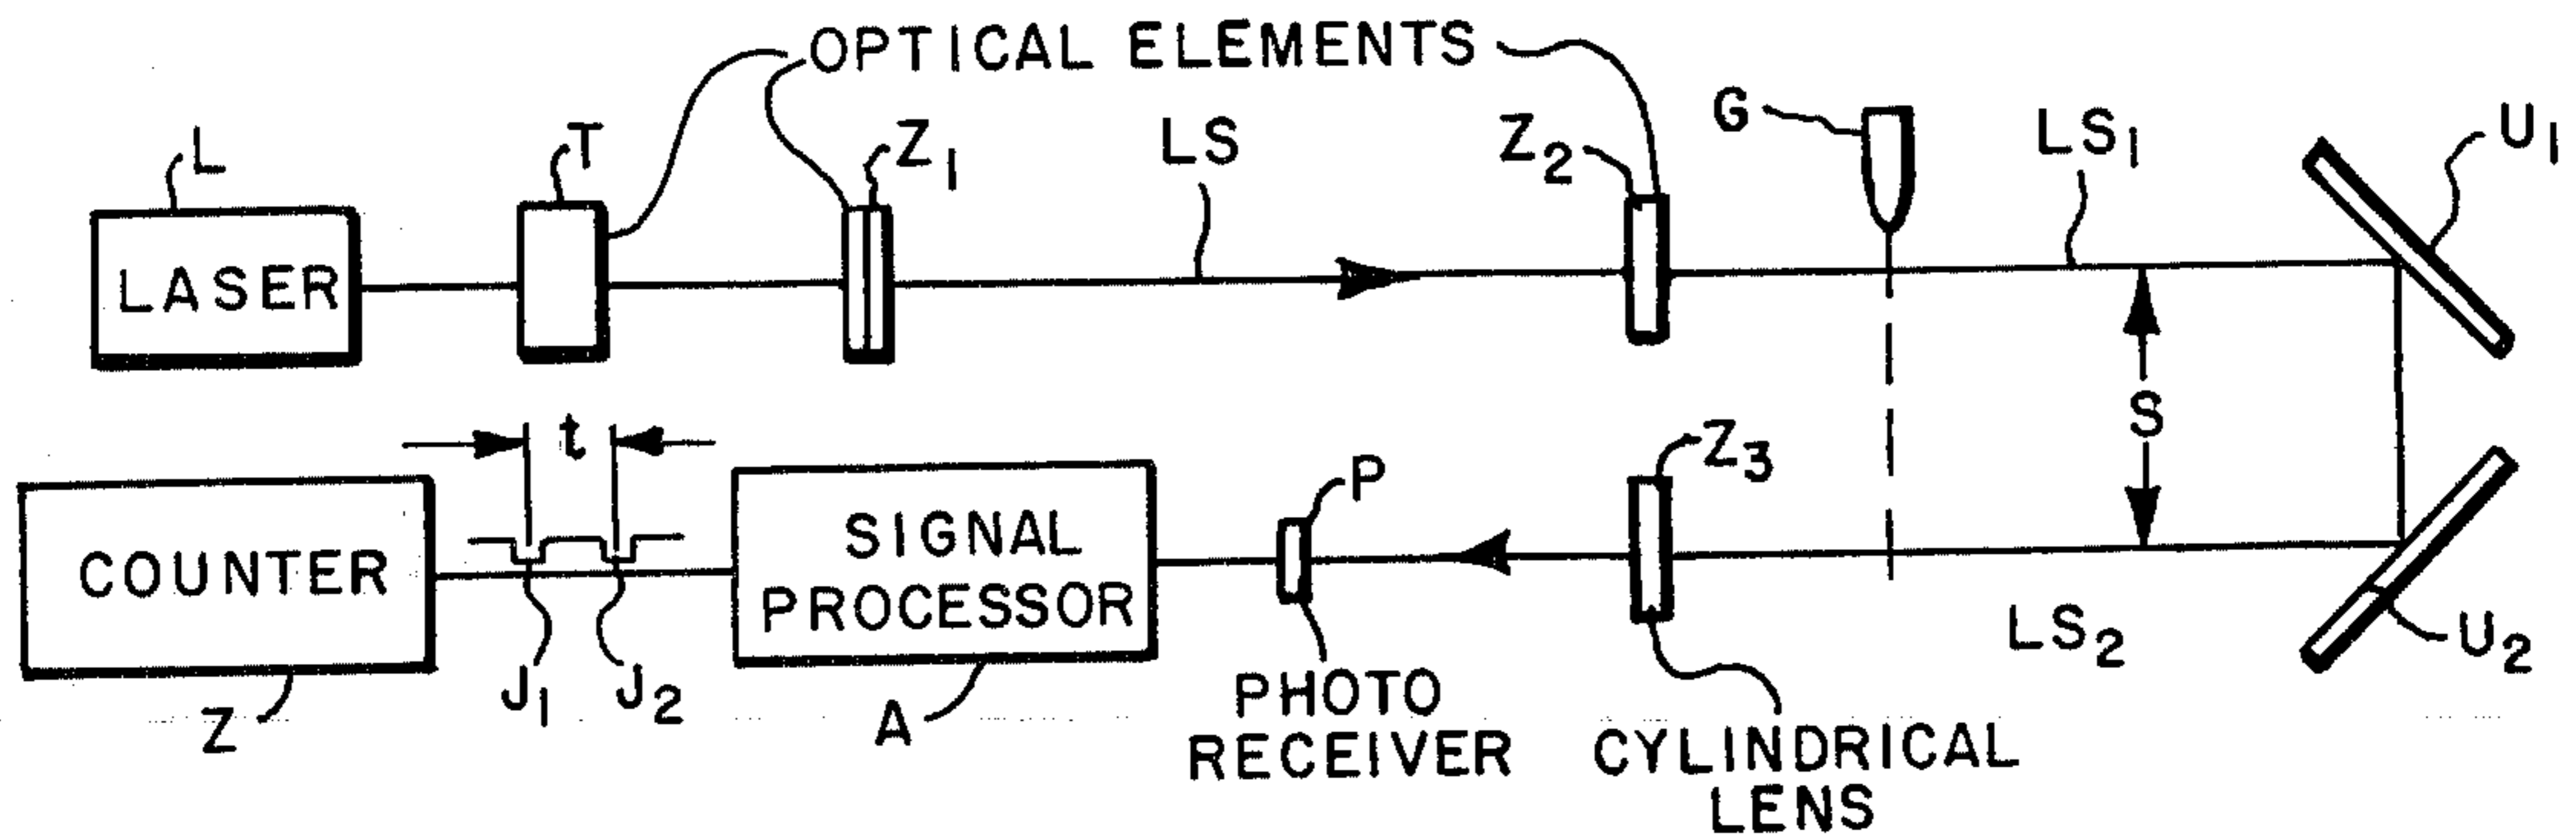 OPTICAL ELEMENTS
L
T
Z1
LS
Z2
G
LS1
U1
LASER
t
S
Z3
P
COUNTER
SIGNAL
PROCESSOR
LS2
U2
Z
J1
J2
A
PHOTO
RECEIVER
CYLINDRICAL
LENS